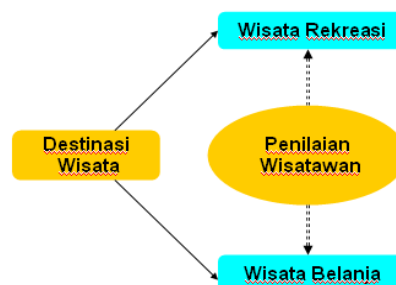 Wisata Rekreasi
Destinasi
Wisata
Penilaian
Wisatawan
Wisata Belanja